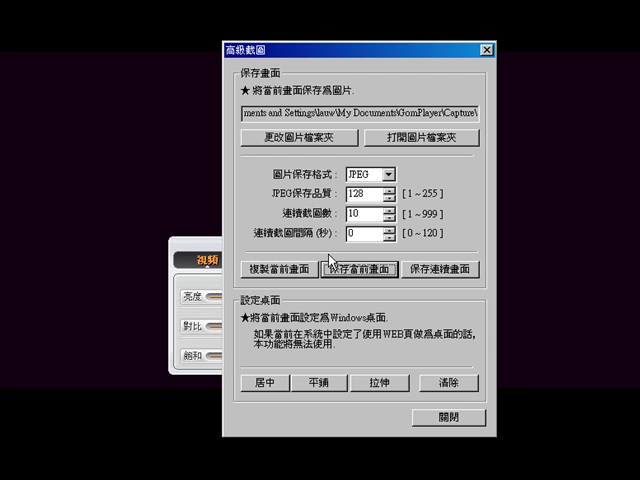 高級截圖
保存畫面
★ 將當前畫面保存為圖片.
ments and Settings\lauw\My Documents\GomPlayer\Capture\
更改圖片檔案夾
打開圖片檔案夾
圖片保存格式 : JPEG
JPEG保存品質 : 128 [ 1 ~ 255 ]
連續截圖數 : 10 [ 1 ~ 999 ]
連續截圖間隔 (秒) : 0 [ 0 ~ 120 ]
複製當前畫面
保存當前畫面
保存連續畫面
設定桌面
★將當前畫面設定為Windows桌面.
如果當前在系統中設定了使用WEB頁做為桌面的話,
本功能將無法使用.
居中
平鋪
拉伸
清除
關閉
視頻
亮度
對比
飽和